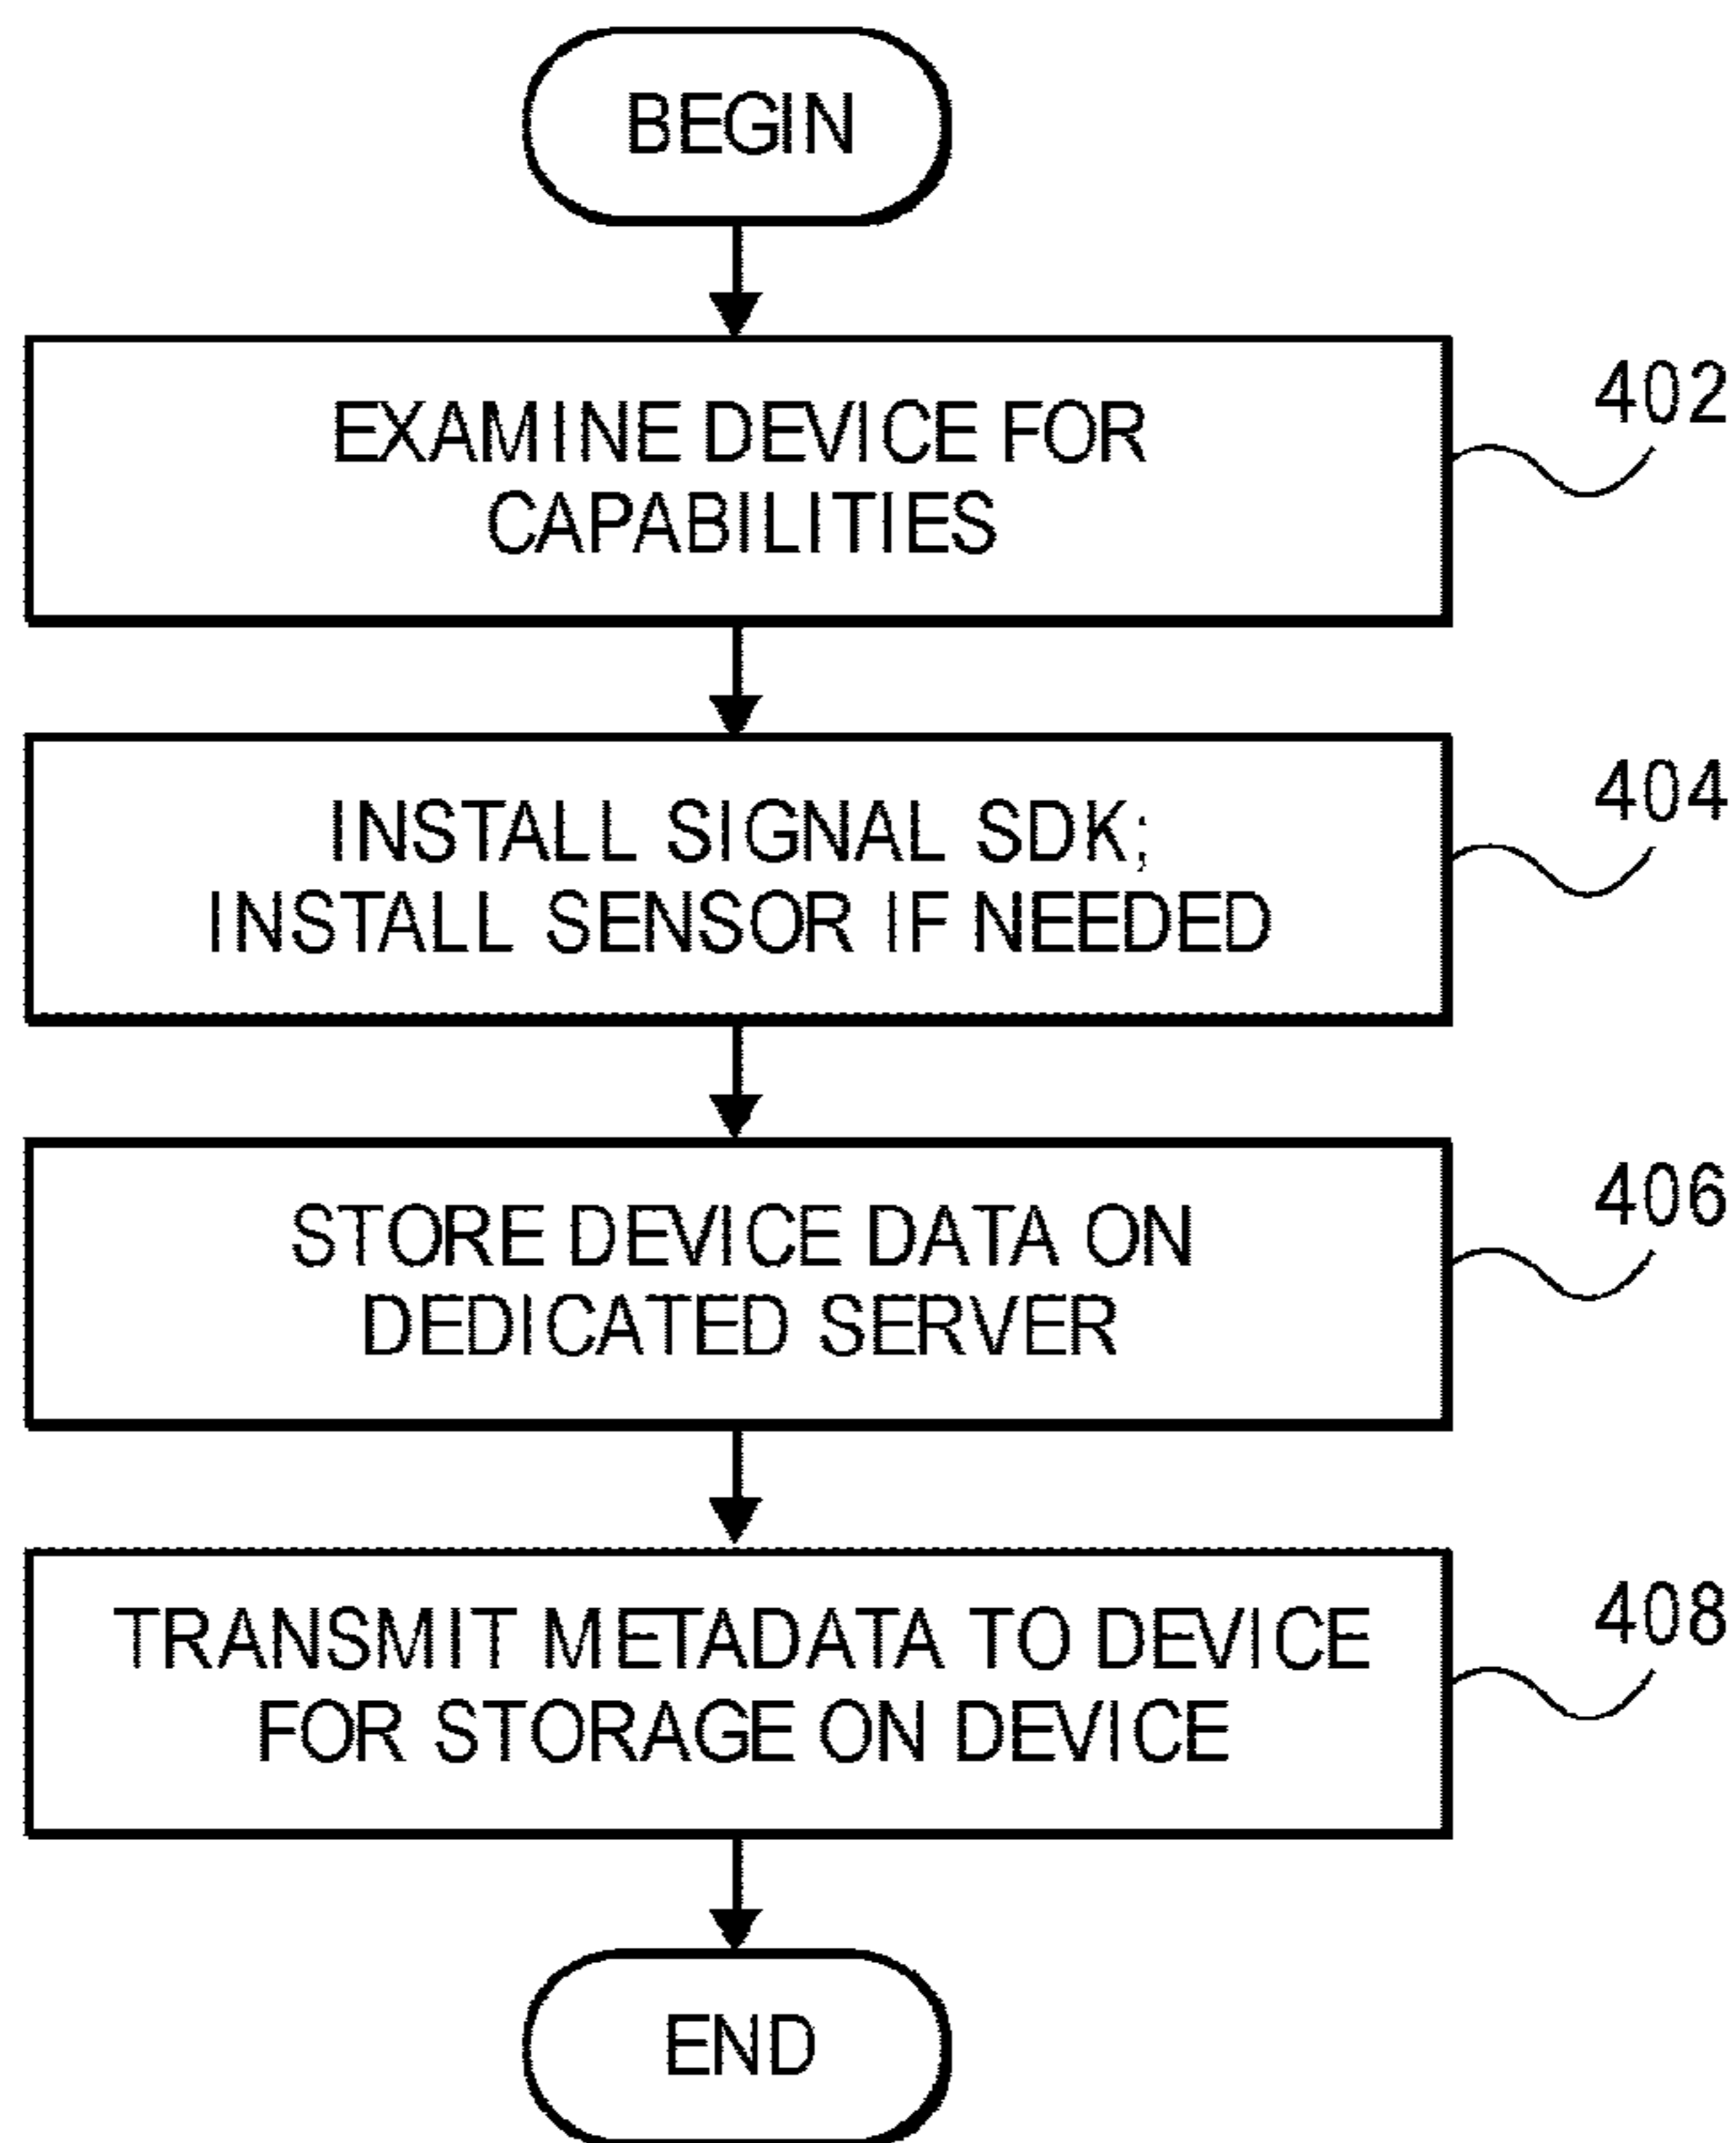 BEGIN
EXAMINE DEVICE FOR
CAPABILITIES
402
INSTALL SIGNAL SDK;
INSTALL SENSOR IF NEEDED
404
STORE DEVICE DATA ON
DEDICATED SERVER
406
TRANSMIT METADATA TO DEVICE
FOR STORAGE ON DEVICE
408
END